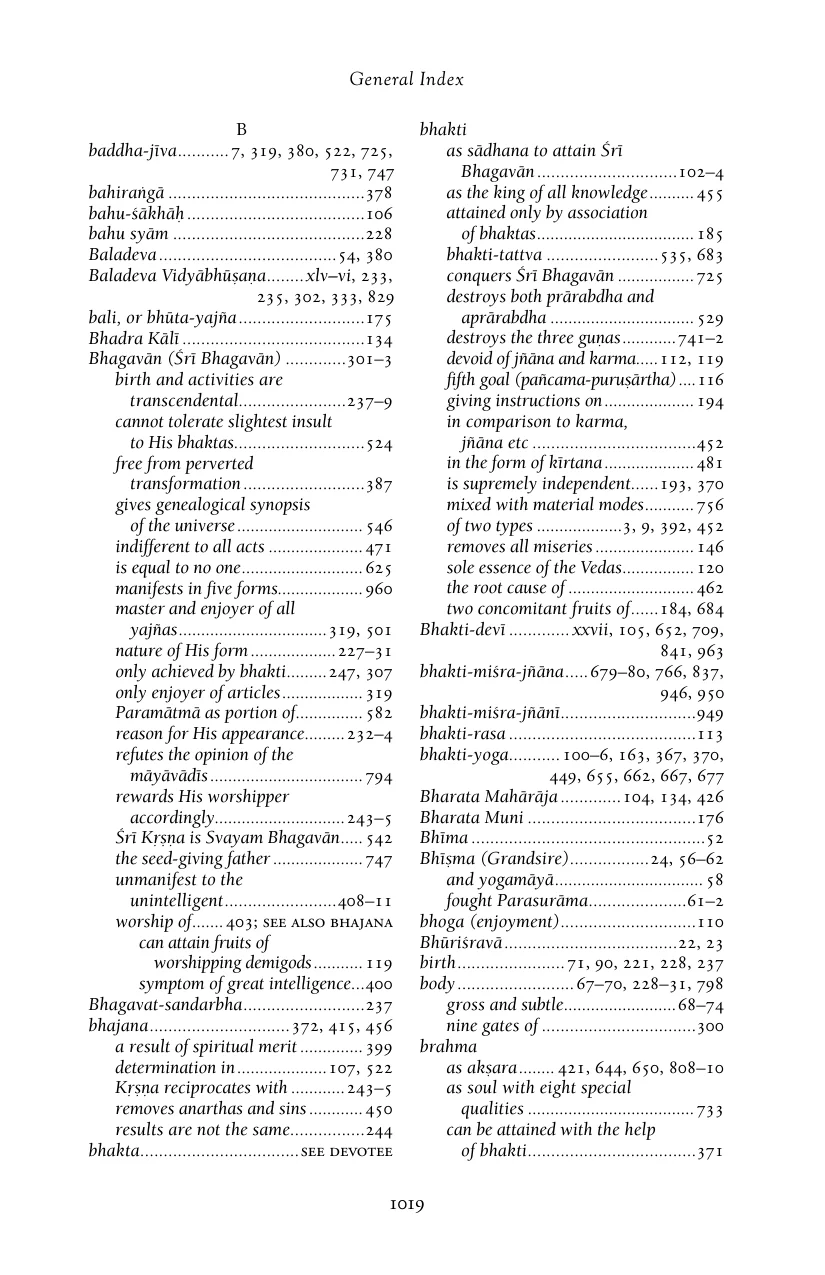 General Index
B
baddha-jīva...........7, 319, 380, 522, 725,
731, 747
bahiraṅgā ............................................378
bahu-śākhāḥ........................................106
bahu syām ...........................................228
Baladeva........................................54, 380
Baladeva Vidyābhūṣaṇa........xlv–vi, 233,
235, 302, 333, 829
bali, or bhūta-yajña............................175
Bhadra Kālī.........................................134
Bhagavān (Śrī Bhagavān) .............301–3
birth and activities are
transcendental........................237–9
cannot tolerate slightest insult
to His bhaktas.............................524
free from perverted
transformation...........................387
gives genealogical synopsis
of the universe............................ 546
indifferent to all acts .....................471
is equal to no one...........................625
manifests in five forms................... 960
master and enjoyer of all
yajñas.................................319, 501
nature of His form...................227–31
only achieved by bhakti.........247, 307
only enjoyer of articles.................. 319
Paramātmā as portion of............... 582
reason for His appearance.........232–4
refutes the opinion of the
māyāvādīs.................................. 794
rewards His worshipper
accordingly.............................243–5
Śrī Kṛṣṇa is Svayam Bhagavān..... 542
the seed-giving father ....................747
unmanifest to the
unintelligent.........................408–11
worship of.......403; SEE ALSO BHAJANA
can attain fruits of
worshipping demigods........... 119
symptom of great intelligence...400
Bhagavat-sandarbha...........................237
bhajana...............................372, 415, 456
a result of spiritual merit .............. 399
determination in....................107, 522
Kṛṣṇa reciprocates with ............243–5
removes anarthas and sins............450
results are not the same.................244
bhakta...................................SEE DEVOTEE
bhakti
as sādhana to attain Śrī
Bhagavān...............................102–4
as the king of all knowledge..........455
attained only by association
of bhaktas................................... 185
bhakti-tattva .........................535, 683
conquers Śrī Bhagavān .................725
destroys both prārabdha and
aprārabdha ................................ 529
destroys the three guṇas............741–2
devoid of jñāna and karma.....112, 119
fifth goal (pañcama-puruṣārtha)....116
giving instructions on.................... 194
in comparison to karma,
jñāna etc ....................................452
in the form of kīrtana.................... 481
is supremely independent......193, 370
mixed with material modes........... 756
of two types ...................3, 9, 392, 452
removes all miseries...................... 146
sole essence of the Vedas................ 120
the root cause of ............................ 462
two concomitant fruits of......184, 684
Bhakti-devī .............xxvii, 105, 652, 709,
841, 963
bhakti-miśra-jñāna.....679–80, 766, 837,
946, 950
bhakti-miśra-jñānī..............................949
bhakti-rasa .........................................113
bhakti-yoga...........100–6, 163, 367, 370,
449, 655, 662, 667, 677
Bharata Mahārāja.............104, 134, 426
Bharata Muni .....................................176
Bhīma ..................................................52
Bhīṣma (Grandsire).................24, 56–62
and yogamāyā................................. 58
fought Parasurāma......................61–2
bhoga (enjoyment)..............................110
Bhūriśravā......................................22, 23
birth........................71, 90, 221, 228, 237
body..........................67–70, 228–31, 798
gross and subtle.........................68–74
nine gates of ..................................300
brahma
as akṣara........421, 644, 650, 808–10
as soul with eight special
qualities ..................................... 733
can be attained with the help
of bhakti.....................................371
1019